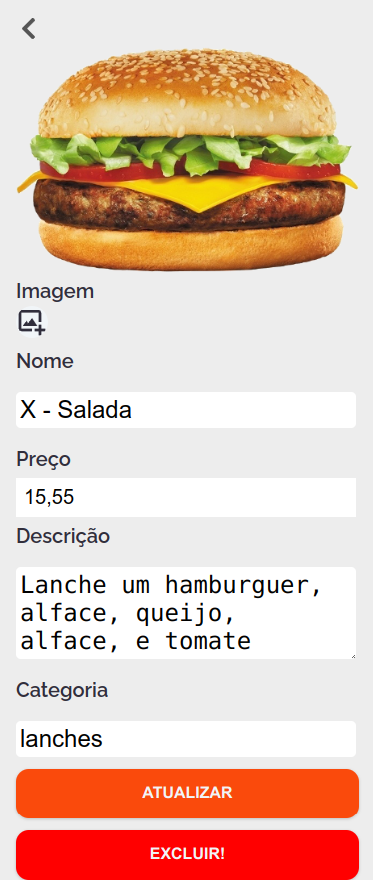 Imagem
Nome
X - Salada
Preço
15,55
Descrição
Lanche um hamburguer,
alface, queijo,
alface, e tomate
Categoria
lanches
ATUALIZAR
EXCLUIR!